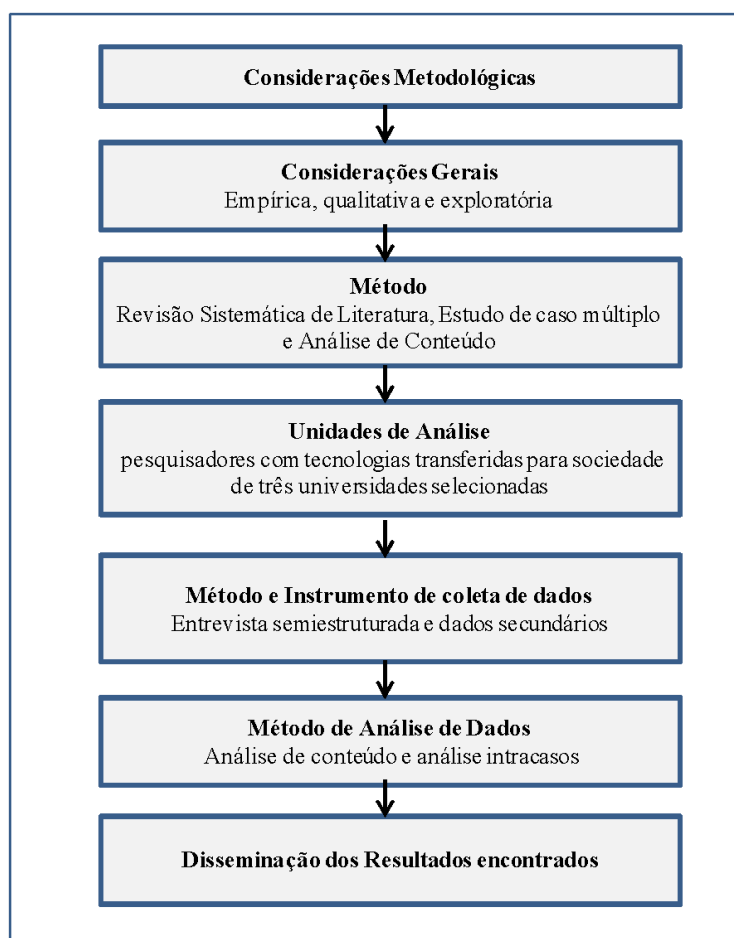 Considerações Metodológicas
Considerações Gerais
Empírica, qualitativa e exploratória
Método
Revisão Sistemática de Literatura, Estudo de caso múltiplo
e Análise de Conteúdo
Unidades de Análise
pesquisadores com tecnologias transferidas para sociedade
de três universidades selecionadas
Método e Instrumento de coleta de dados
Entrevista semiestruturada e dados secundários
Método de Análise de Dados
Análise de conteúdo e análise intracasos
Disseminação dos Resultados encontrados